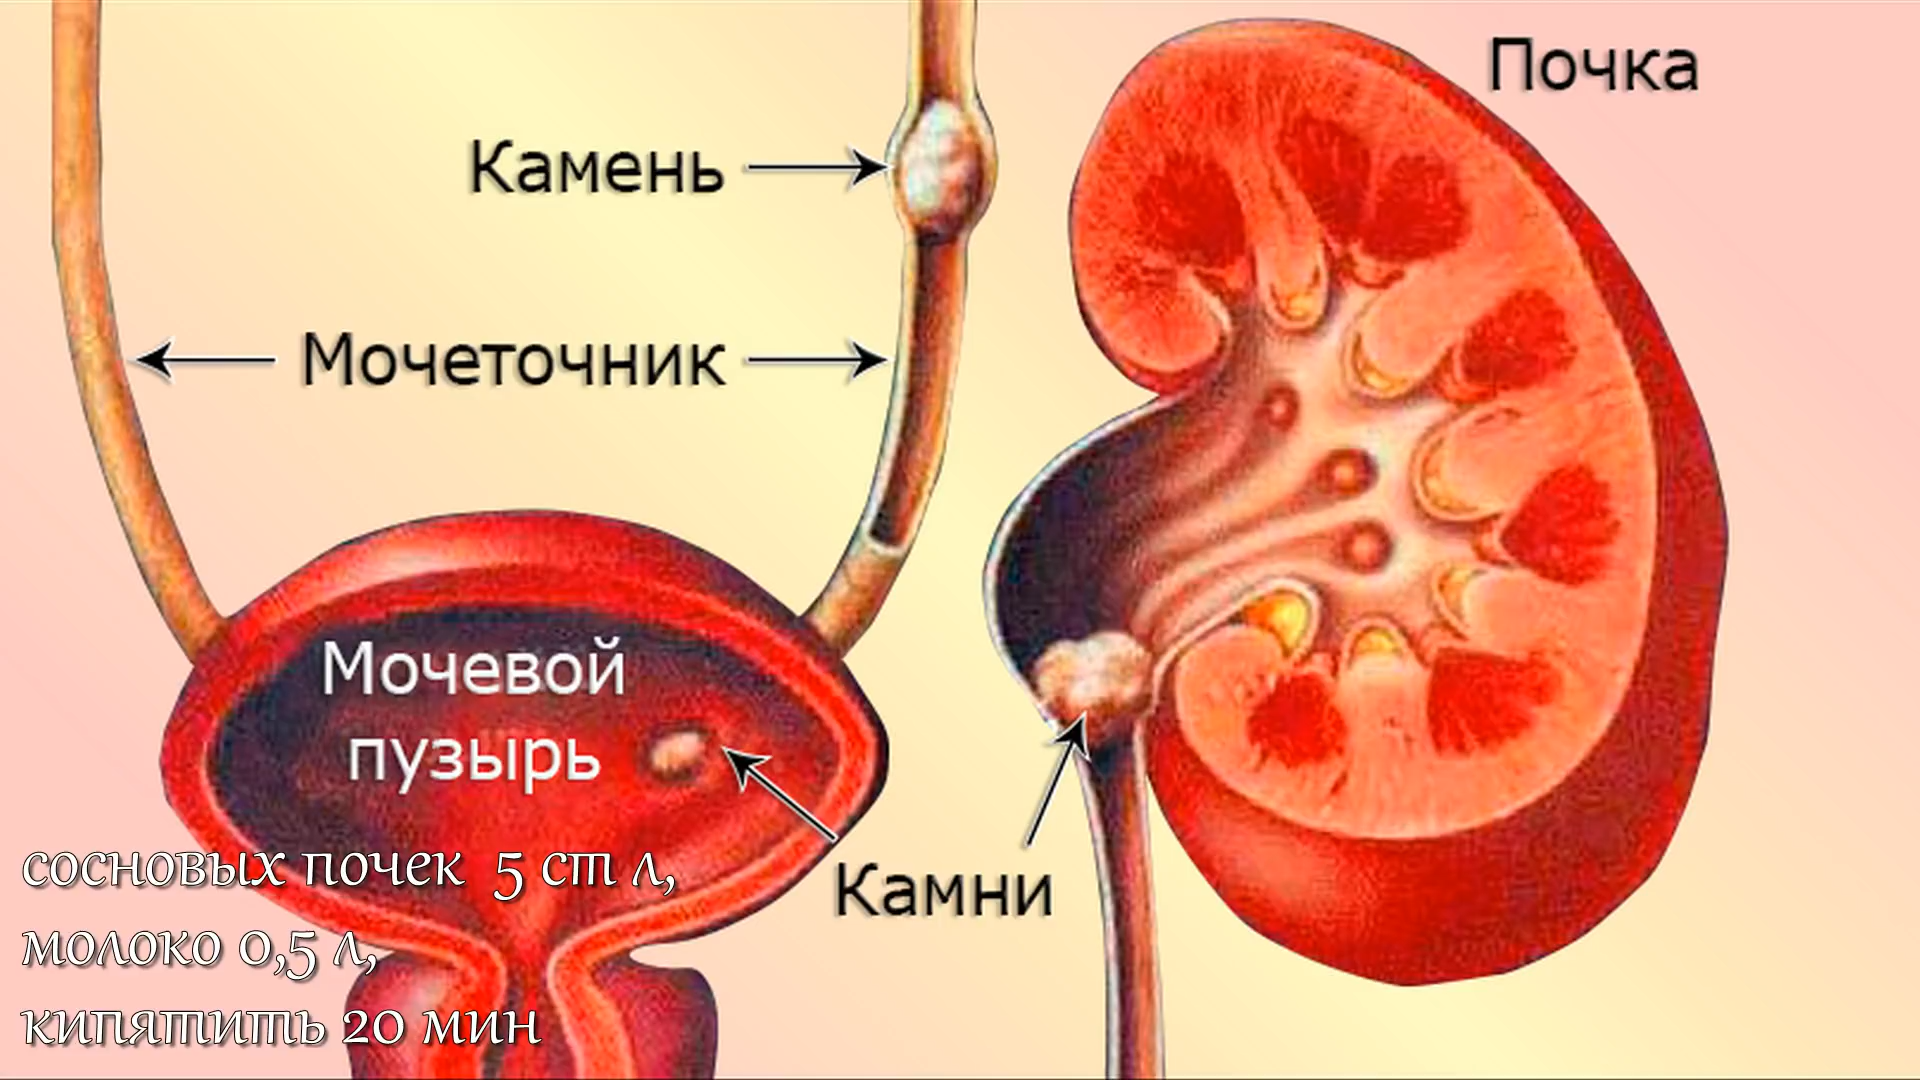 Почка
Камень
Мочеточник
Мочевой
пузырь
Камни
сосновых почек 5 ст л,
молоко 0,5 л,
кипятить 20 мин